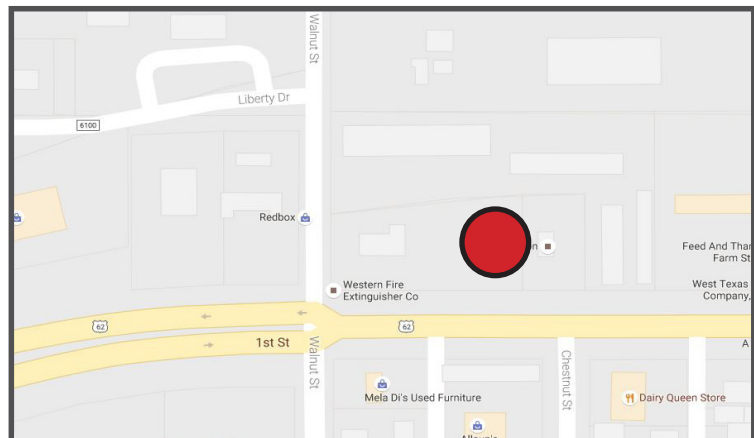 Walnut St
Liberty Dr
6100
Redbox
n
Feed And Thar
Farm St
Western Fire
Extinguisher Co
West Texas
Company,
62
62
1st St
A
Walnut St
Chestnut St
Mela Di's Used Furniture
Dairy Queen Store